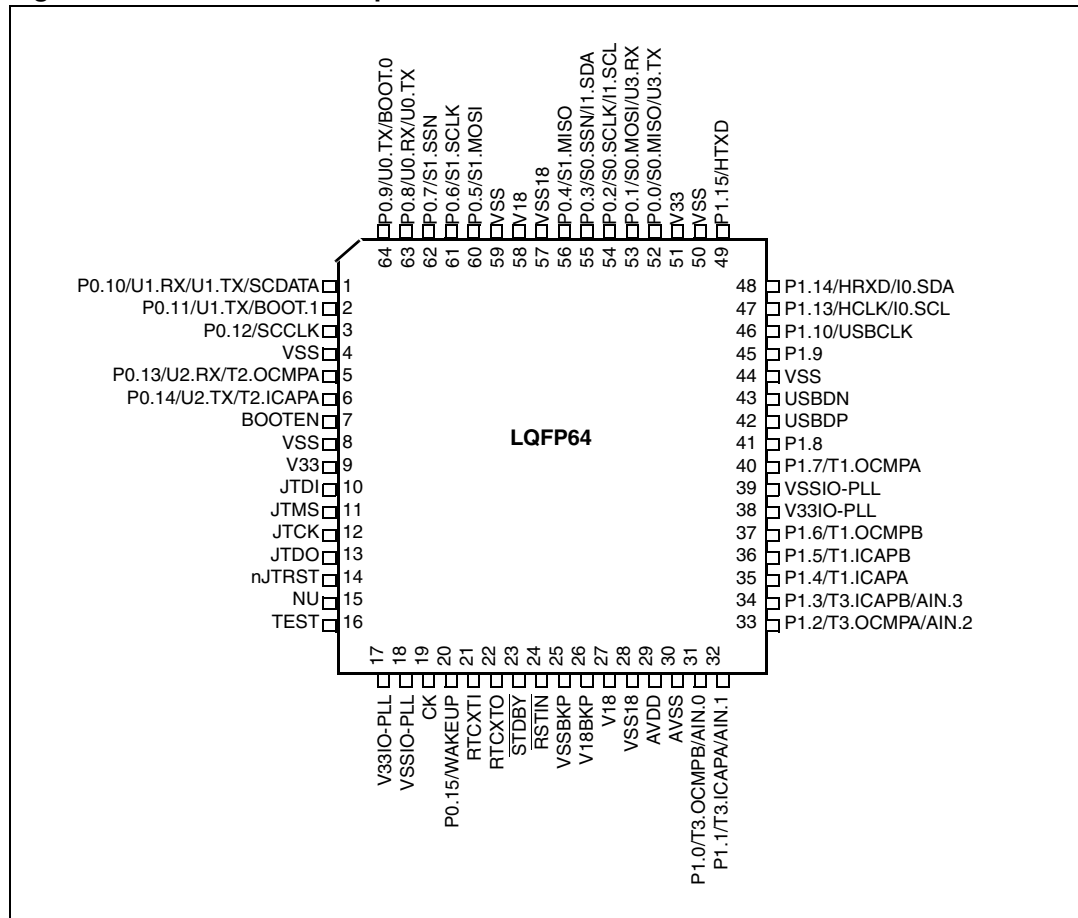 P0.9/U0.TX/BOOT.0
P0.8/U0.RX/U0.TX
P0.7/S1.SSN
P0.6/S1.SCLK
P0.5/S1.MOSI
VSS
V18
VSS18
P0.4/S1.MISO
P0.3/S0.SSN/I1.SDA
P0.2/S0.SCLK/I1.SCL
P0.1/S0.MOSI/U3.RX
P0.0/S0.MISO/U3.TX
V33
VSS
P1.15/HTXD
64
63
62
61
60
59
58
57
56
55
54
53
52
51
50
49
P0.10/U1.RX/U1.TX/SCDATA 1
P0.11/U1.TX/BOOT.1 2
P0.12/SCCLK 3
VSS 4
P0.13/U2.RX/T2.OCMPA 5
P0.14/U2.TX/T2.ICAPA 6
BOOTEN 7
VSS 8
V33 9
JTDI 10
JTMS 11
JTCK 12
JTDO 13
nJTRST 14
NU 15
TEST 16
LQFP64
48 P1.14/HRXD/I0.SDA
47 P1.13/HCLK/I0.SCL
46 P1.10/USBCLK
45 P1.9
44 VSS
43 USBDN
42 USBDP
41 P1.8
40 P1.7/T1.OCMPA
39 VSSIO-PLL
38 V33IO-PLL
37 P1.6/T1.OCMPB
36 P1.5/T1.ICAPB
35 P1.4/T1.ICAPA
34 P1.3/T3.ICAPB/AIN.3
33 P1.2/T3.OCMPA/AIN.2
17
18
19
20
21
22
23
24
25
26
27
28
29
30
31
32
V33IO-PLL
VSSIO-PLL
CK
P0.15/WAKEUP
RTCXTI
RTCXTO
STDBY
RSTIN
VSSBKP
V18BKP
V18
VSS18
AVDD
AVSS
P1.0/T3.OCMPB/AIN.0
P1.1/T3.ICAPA/AIN.1